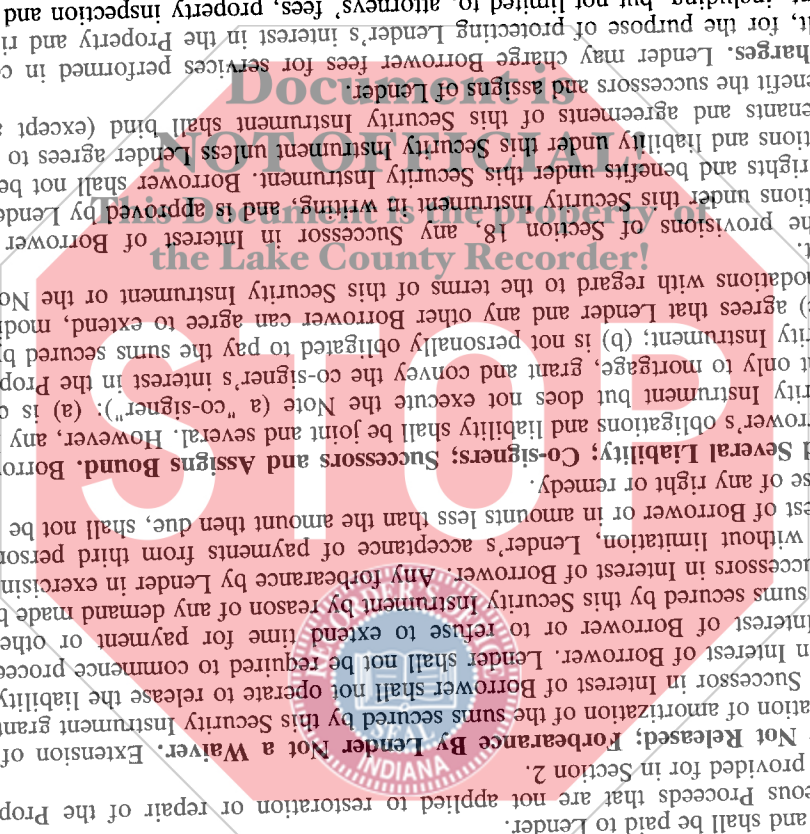 and shall be paid to Lender.
eous Proceeds that are not applied to restoration or repair of the Prop
provided for in Section 2.
Not Released; Forbearance By Lender Not a Waiver. Extension of
ation of amortization of the sums secured by this Security Instrument grant
Successor in Interest of Borrower shall not operate to release the liability
in Interest of Borrower. Lender shall not be required to commence procee
Interest of Borrower or to refuse to extend time for payment or othe
sums secured by this Security Instrument by reason of any demand made b
uccessors in Interest of Borrower. Any forbearance by Lender in exercisin
without limitation, Lender's acceptance of payments from third person
est of Borrower or in amounts less than the amount then due, shall not be
se of any right or remedy.
d Several Liability; Co-signers; Successors and Assigns Bound. Borro
rrower's obligations and liability shall be joint and several. However, any
rity Instrument but does not execute the Note (a "co-signer"): (a) is c
nt only to mortgage, grant and convey the co-signer's interest in the Prop
rity Instrument; (b) is not personally obligated to pay the sums secured b
c) agrees that Lender and any other Borrower can agree to extend, modi
modations with regard to the terms of this Security Instrument or the No
t.
he provisions of Section 18, any Successor in Interest of Borrower
tions under this Security Instrument in writing, and is approved by Lende
rights and benefits under this Security Instrument. Borrower shall not be
tions and liability under this Security Instrument unless Lender agrees to
enants and agreements of this Security Instrument shall bind (except a
enefit the successors and assigns of Lender.
harges. Lender may charge Borrower fees for services performed in c
lt, for the purpose of protecting Lender's interest in the Property and ri
t, including, but not limited to, attorneys' fees, property inspection and
Document is
NOT OFFICIAL!
This Document is the property of
the Lake County Recorder!
STOP
RECORDER'S OFFICE
SEAL
INDIANA